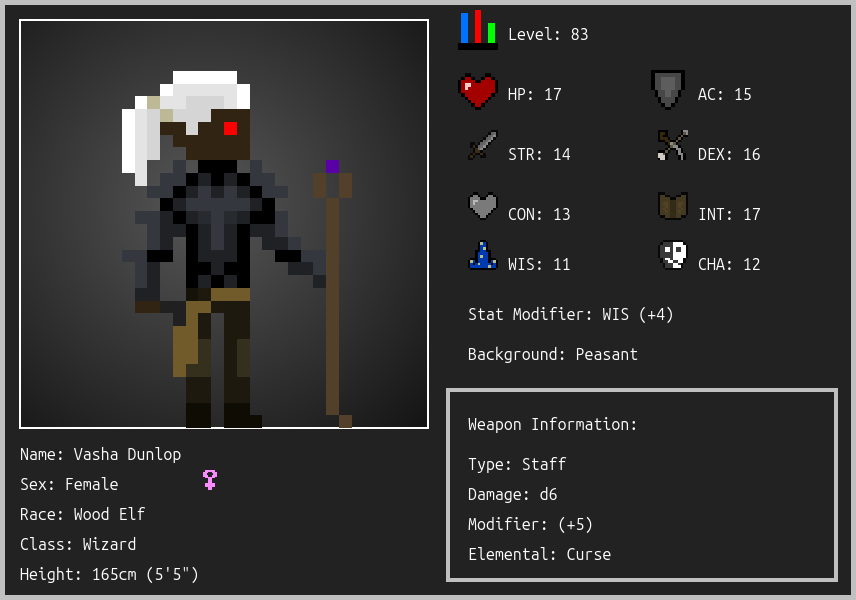 Level: 83
HP: 17
AC: 15
STR: 14
DEX: 16
CON: 13
INT: 17
WIS: 11
CHA: 12
Stat Modifier: WIS (+4)
Background: Peasant
Weapon Information:
Type: Staff
Damage: d6
Modifier: (+5)
Elemental: Curse
Name: Vasha Dunlop
Sex: Female
Race: Wood Elf
Class: Wizard
Height: 165cm (5'5")